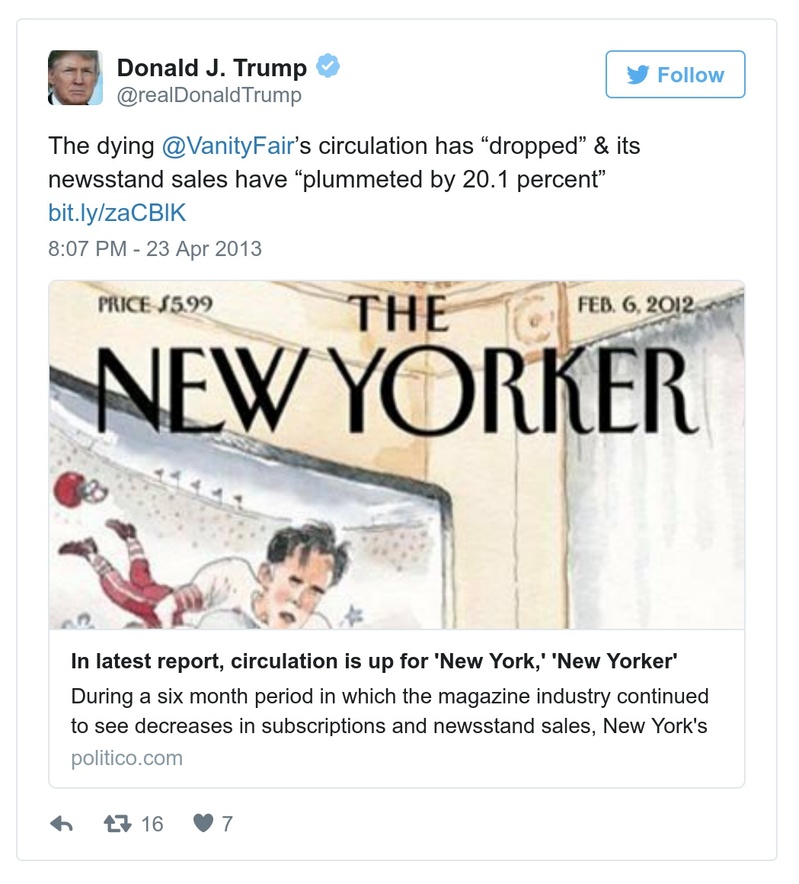 Donald J. Trump
@realDonaldTrump
Follow
The dying @VanityFair’s circulation has “dropped” & its
newsstand sales have “plummeted by 20.1 percent”
bit.ly/zaCBlK
8:07 PM - 23 Apr 2013
PRICE $5.99
THE
FEB. 6, 2012
NEW YORKER
In latest report, circulation is up for 'New York,' 'New Yorker'
During a six month period in which the magazine industry continued
to see decreases in subscriptions and newsstand sales, New York's
politico.com
16
7